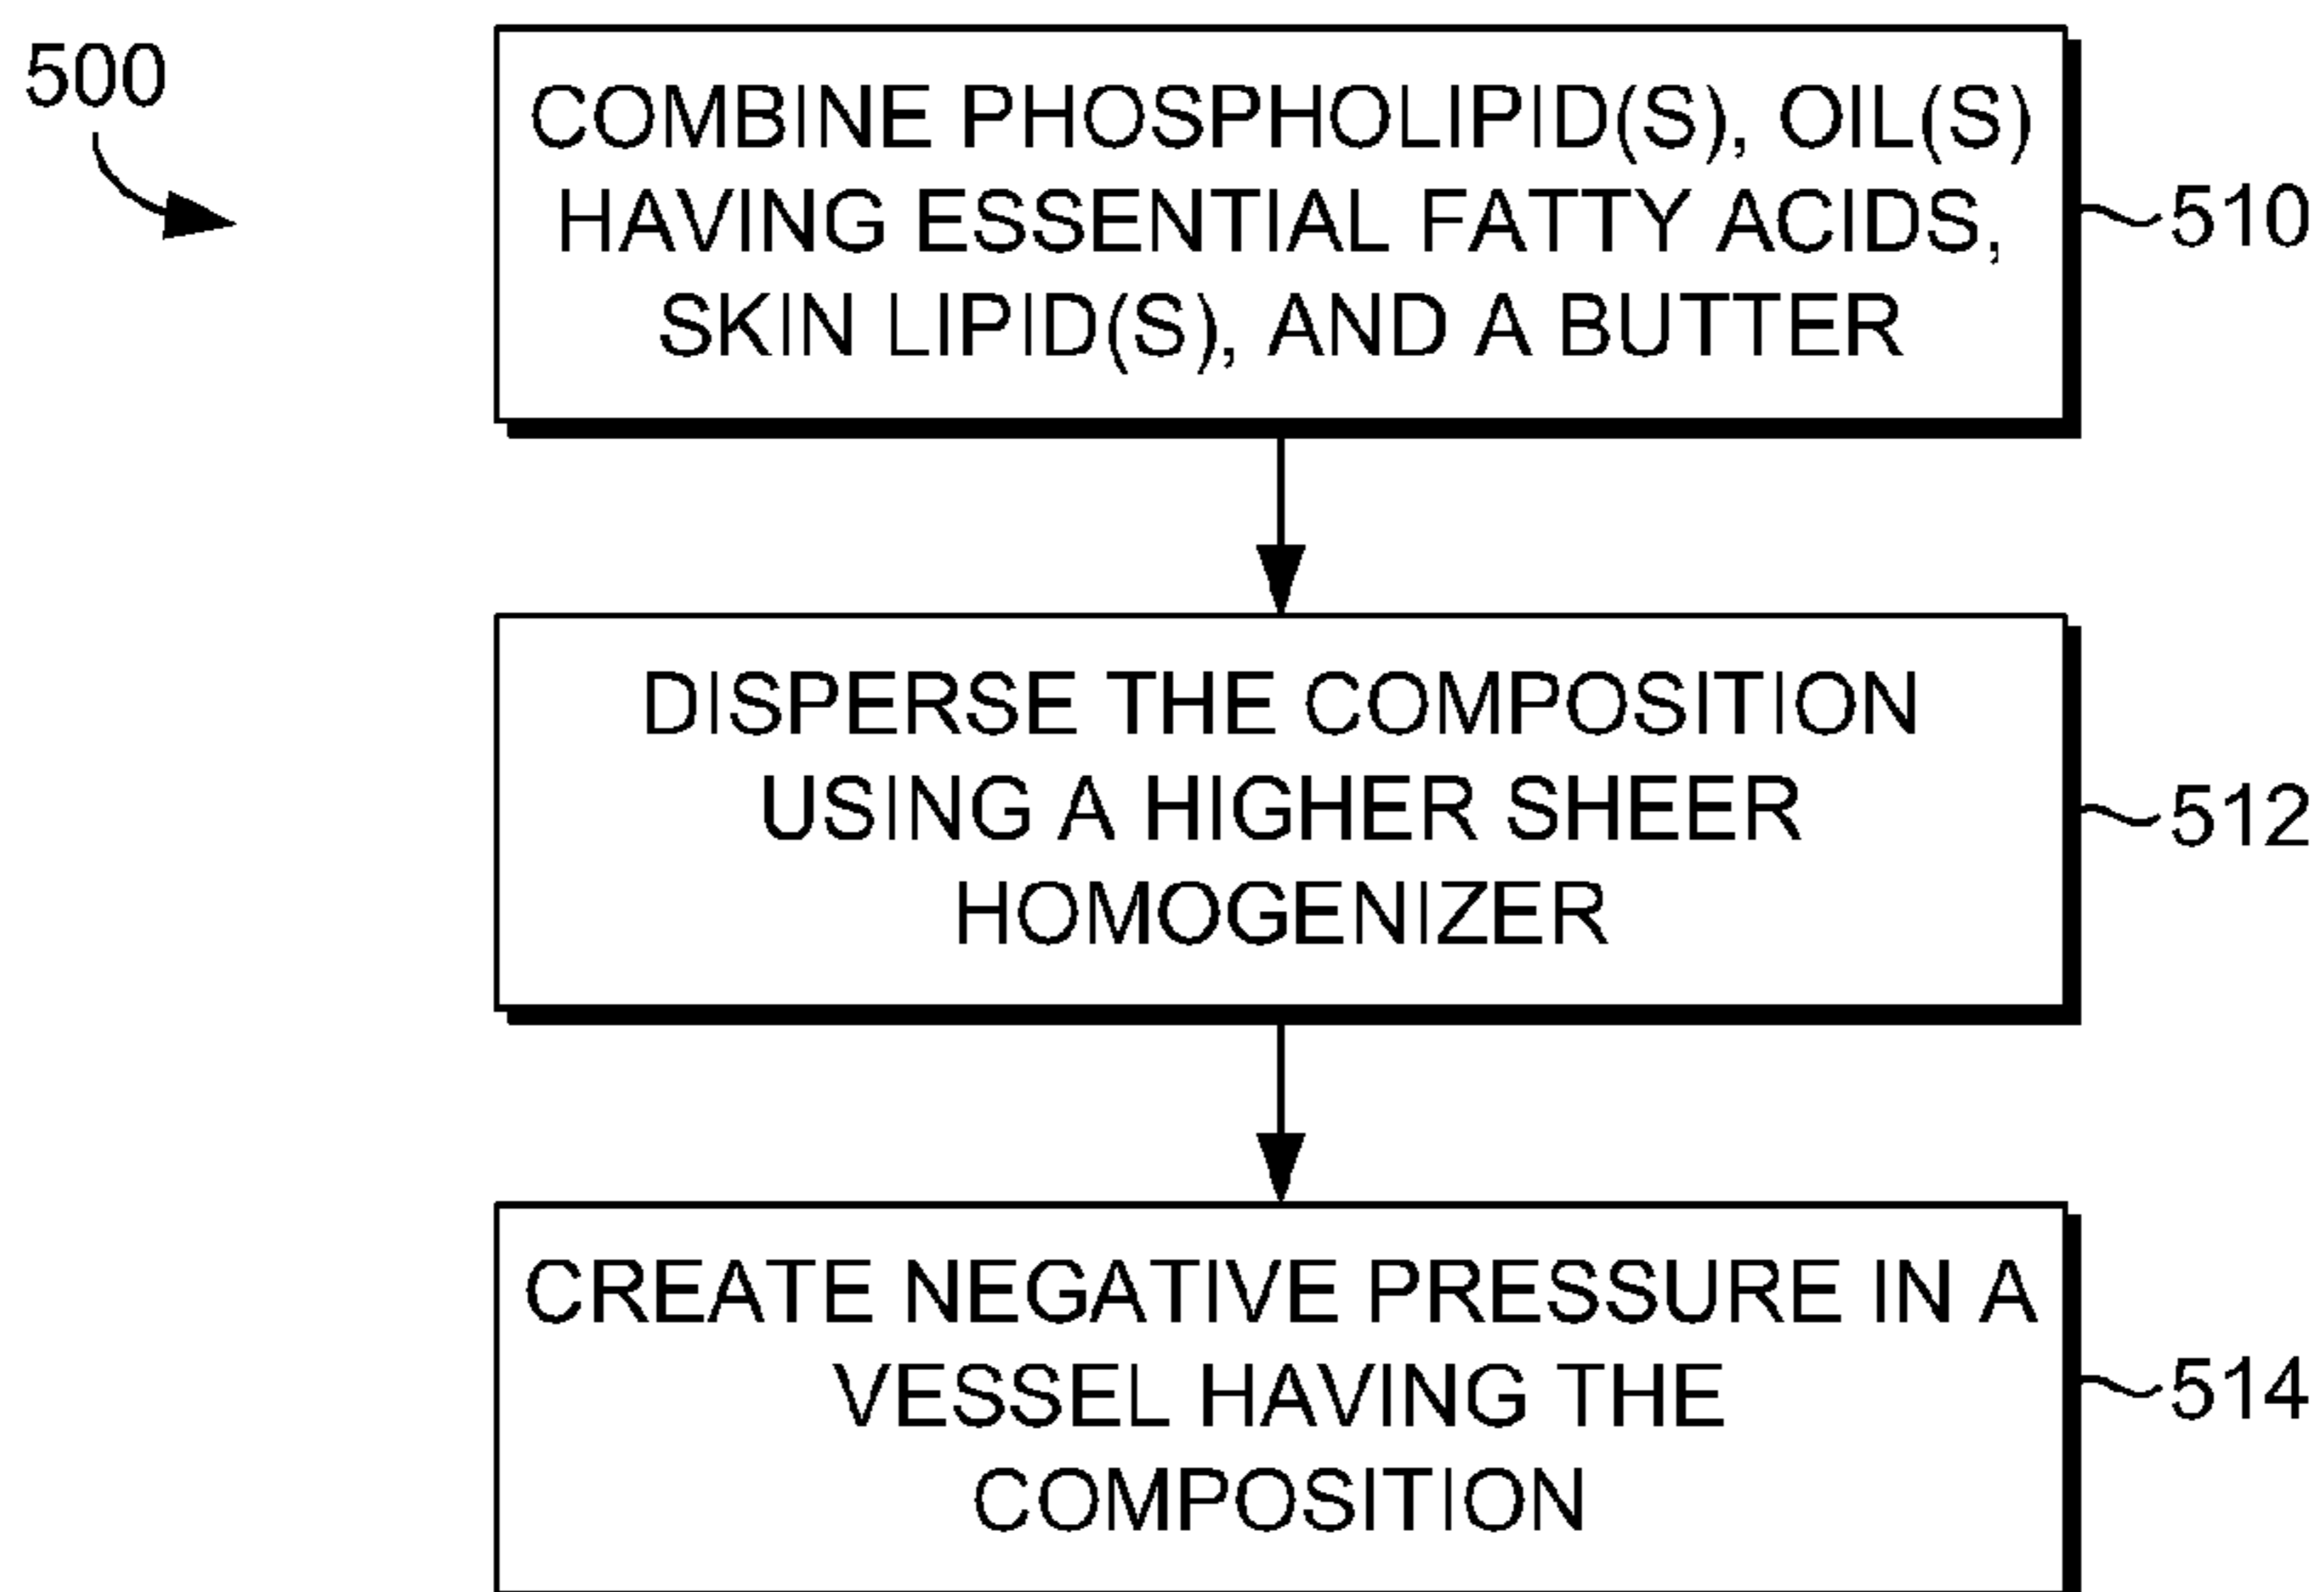 500
COMBINE PHOSPHOLIPID(S), OIL(S)
HAVING ESSENTIAL FATTY ACIDS,
SKIN LIPID(S), AND A BUTTER
510
DISPERSE THE COMPOSITION
USING A HIGHER SHEER
HOMOGENIZER
512
CREATE NEGATIVE PRESSURE IN A
VESSEL HAVING THE
COMPOSITION
514